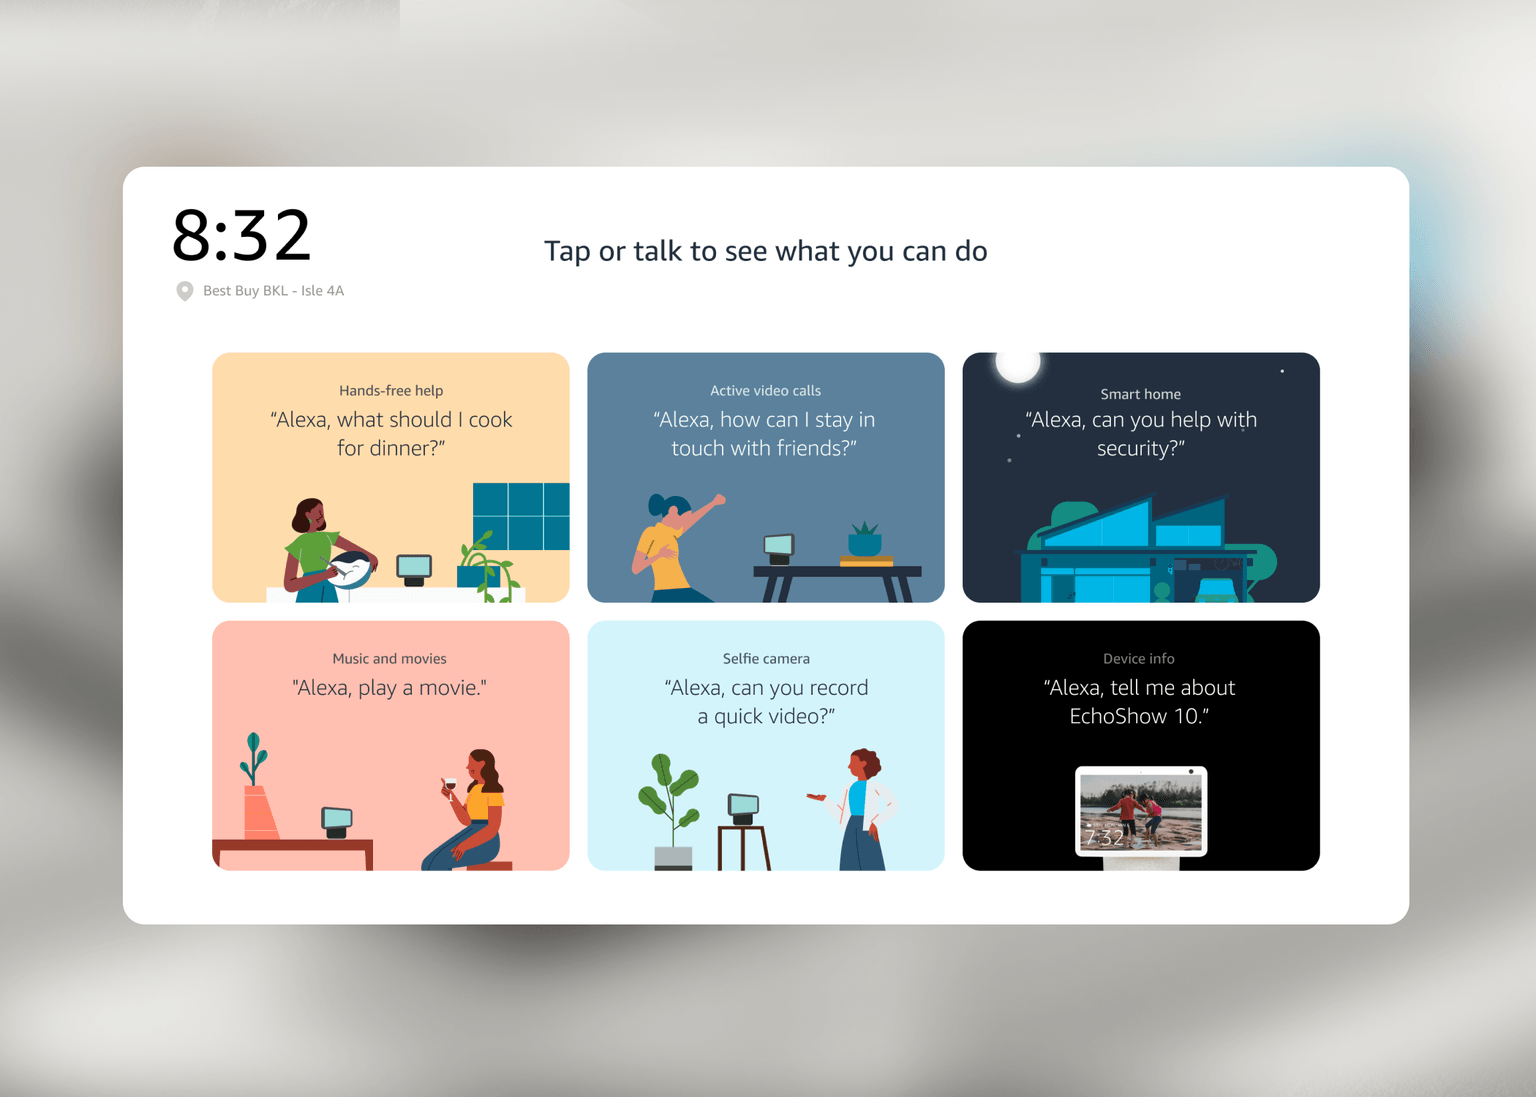 8:32
Best Buy BKL - Isle 4A
Tap or talk to see what you can do
Hands-free help
“Alexa, what should I cook
for dinner?”
Active video calls
“Alexa, how can I stay in
touch with friends?”
Smart home
“Alexa, can you help with
security?”
Music and movies
"Alexa, play a movie."
Selfie camera
“Alexa, can you record
a quick video?”
Device info
“Alexa, tell me about
EchoShow 10.”
7:32